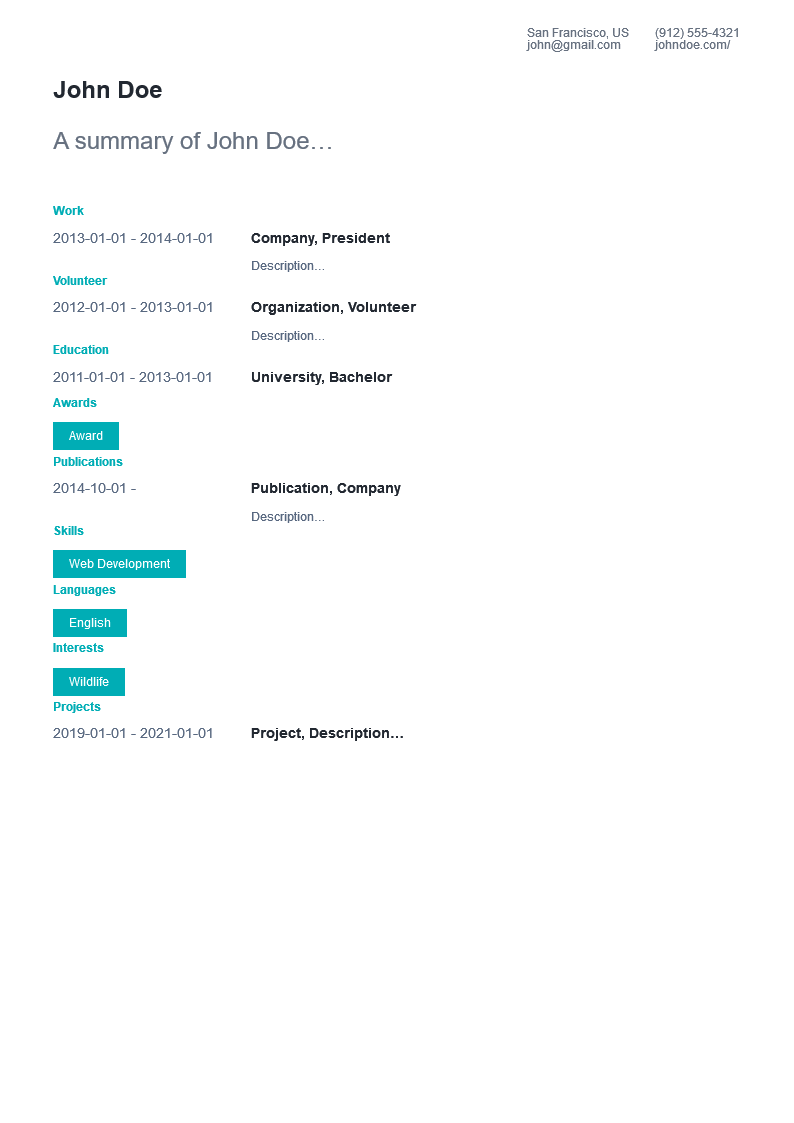 San Francisco, US (912) 555-4321
john@gmail.com johndoe.com/
John Doe
A summary of John Doe…
Work
2013-01-01 - 2014-01-01 Company, President
Description…
Volunteer
2012-01-01 - 2013-01-01 Organization, Volunteer
Description…
Education
2011-01-01 - 2013-01-01 University, Bachelor
Awards
Award
Publications
2014-10-01 - Publication, Company
Description…
Skills
Web Development
Languages
English
Interests
Wildlife
Projects
2019-01-01 - 2021-01-01 Project, Description…